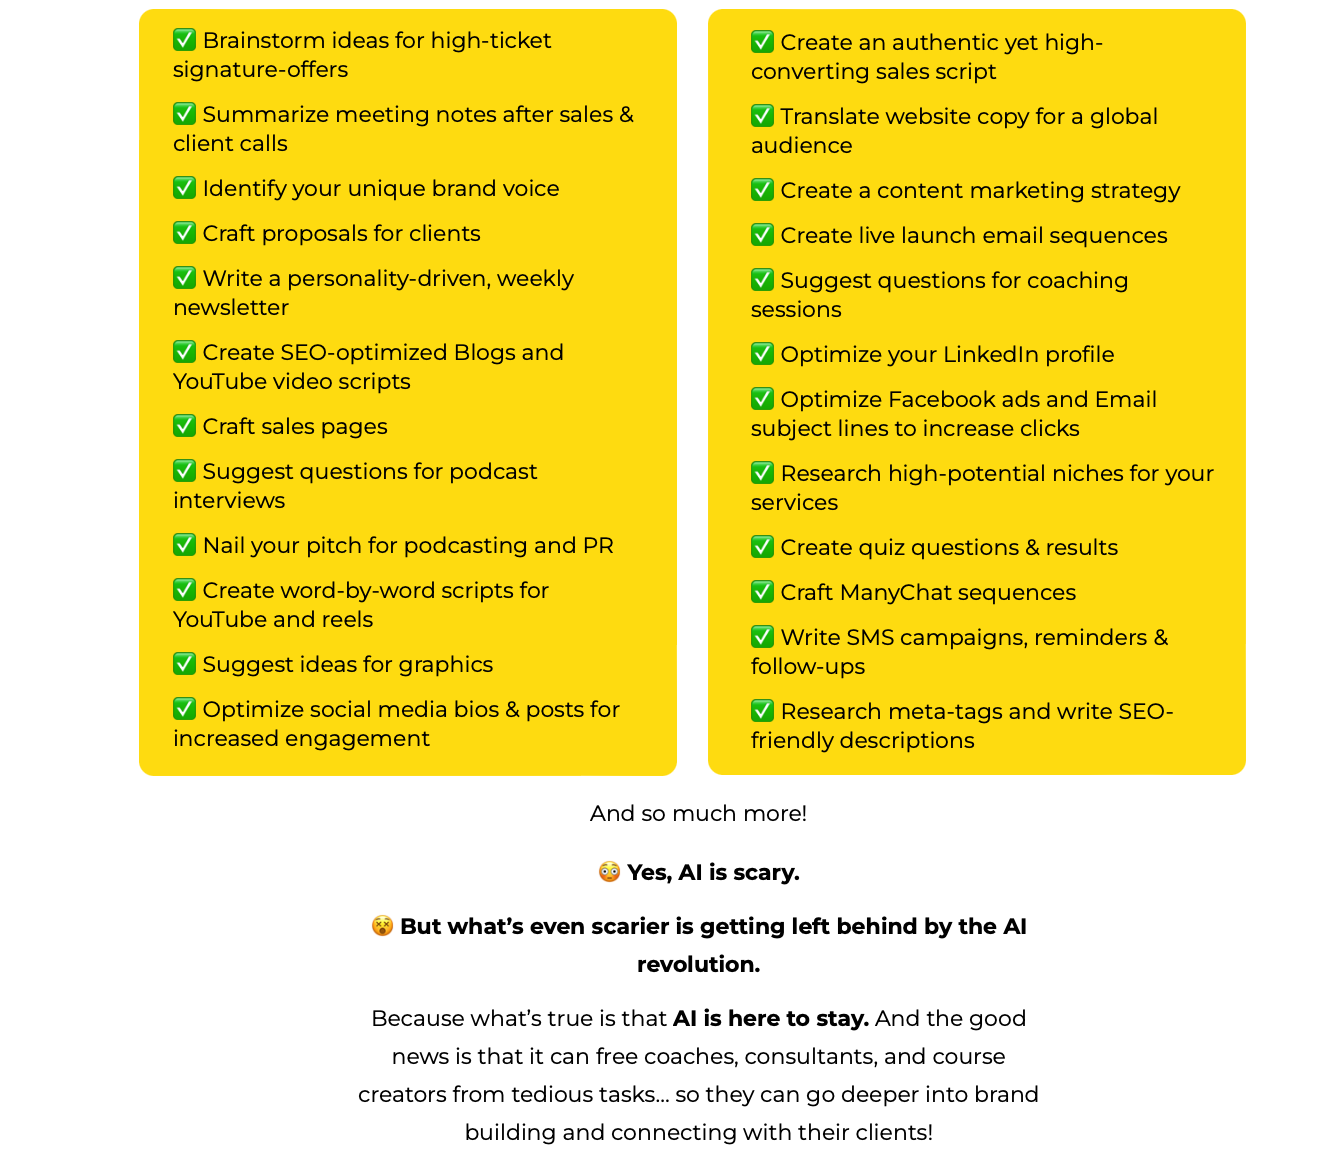 ✅ Brainstorm ideas for high-ticket
signature-offers
✅ Summarize meeting notes after sales &
client calls
✅ Identify your unique brand voice
✅ Craft proposals for clients
✅ Write a personality-driven, weekly
newsletter
✅ Create SEO-optimized Blogs and
YouTube video scripts
✅ Craft sales pages
✅ Suggest questions for podcast
interviews
✅ Nail your pitch for podcasting and PR
✅ Create word-by-word scripts for
YouTube and reels
✅ Suggest ideas for graphics
✅ Optimize social media bios & posts for
increased engagement
✅ Create an authentic yet high-
converting sales script
✅ Translate website copy for a global
audience
✅ Create a content marketing strategy
✅ Create live launch email sequences
✅ Suggest questions for coaching
sessions
✅ Optimize your LinkedIn profile
✅ Optimize Facebook ads and Email
subject lines to increase clicks
✅ Research high-potential niches for your
services
✅ Create quiz questions & results
✅ Craft ManyChat sequences
✅ Write SMS campaigns, reminders &
follow-ups
✅ Research meta-tags and write SEO-
friendly descriptions
And so much more!
😳 Yes, AI is scary.
😵 But what’s even scarier is getting left behind by the AI
revolution.
Because what’s true is that AI is here to stay. And the good
news is that it can free coaches, consultants, and course
creators from tedious tasks... so they can go deeper into brand
building and connecting with their clients!